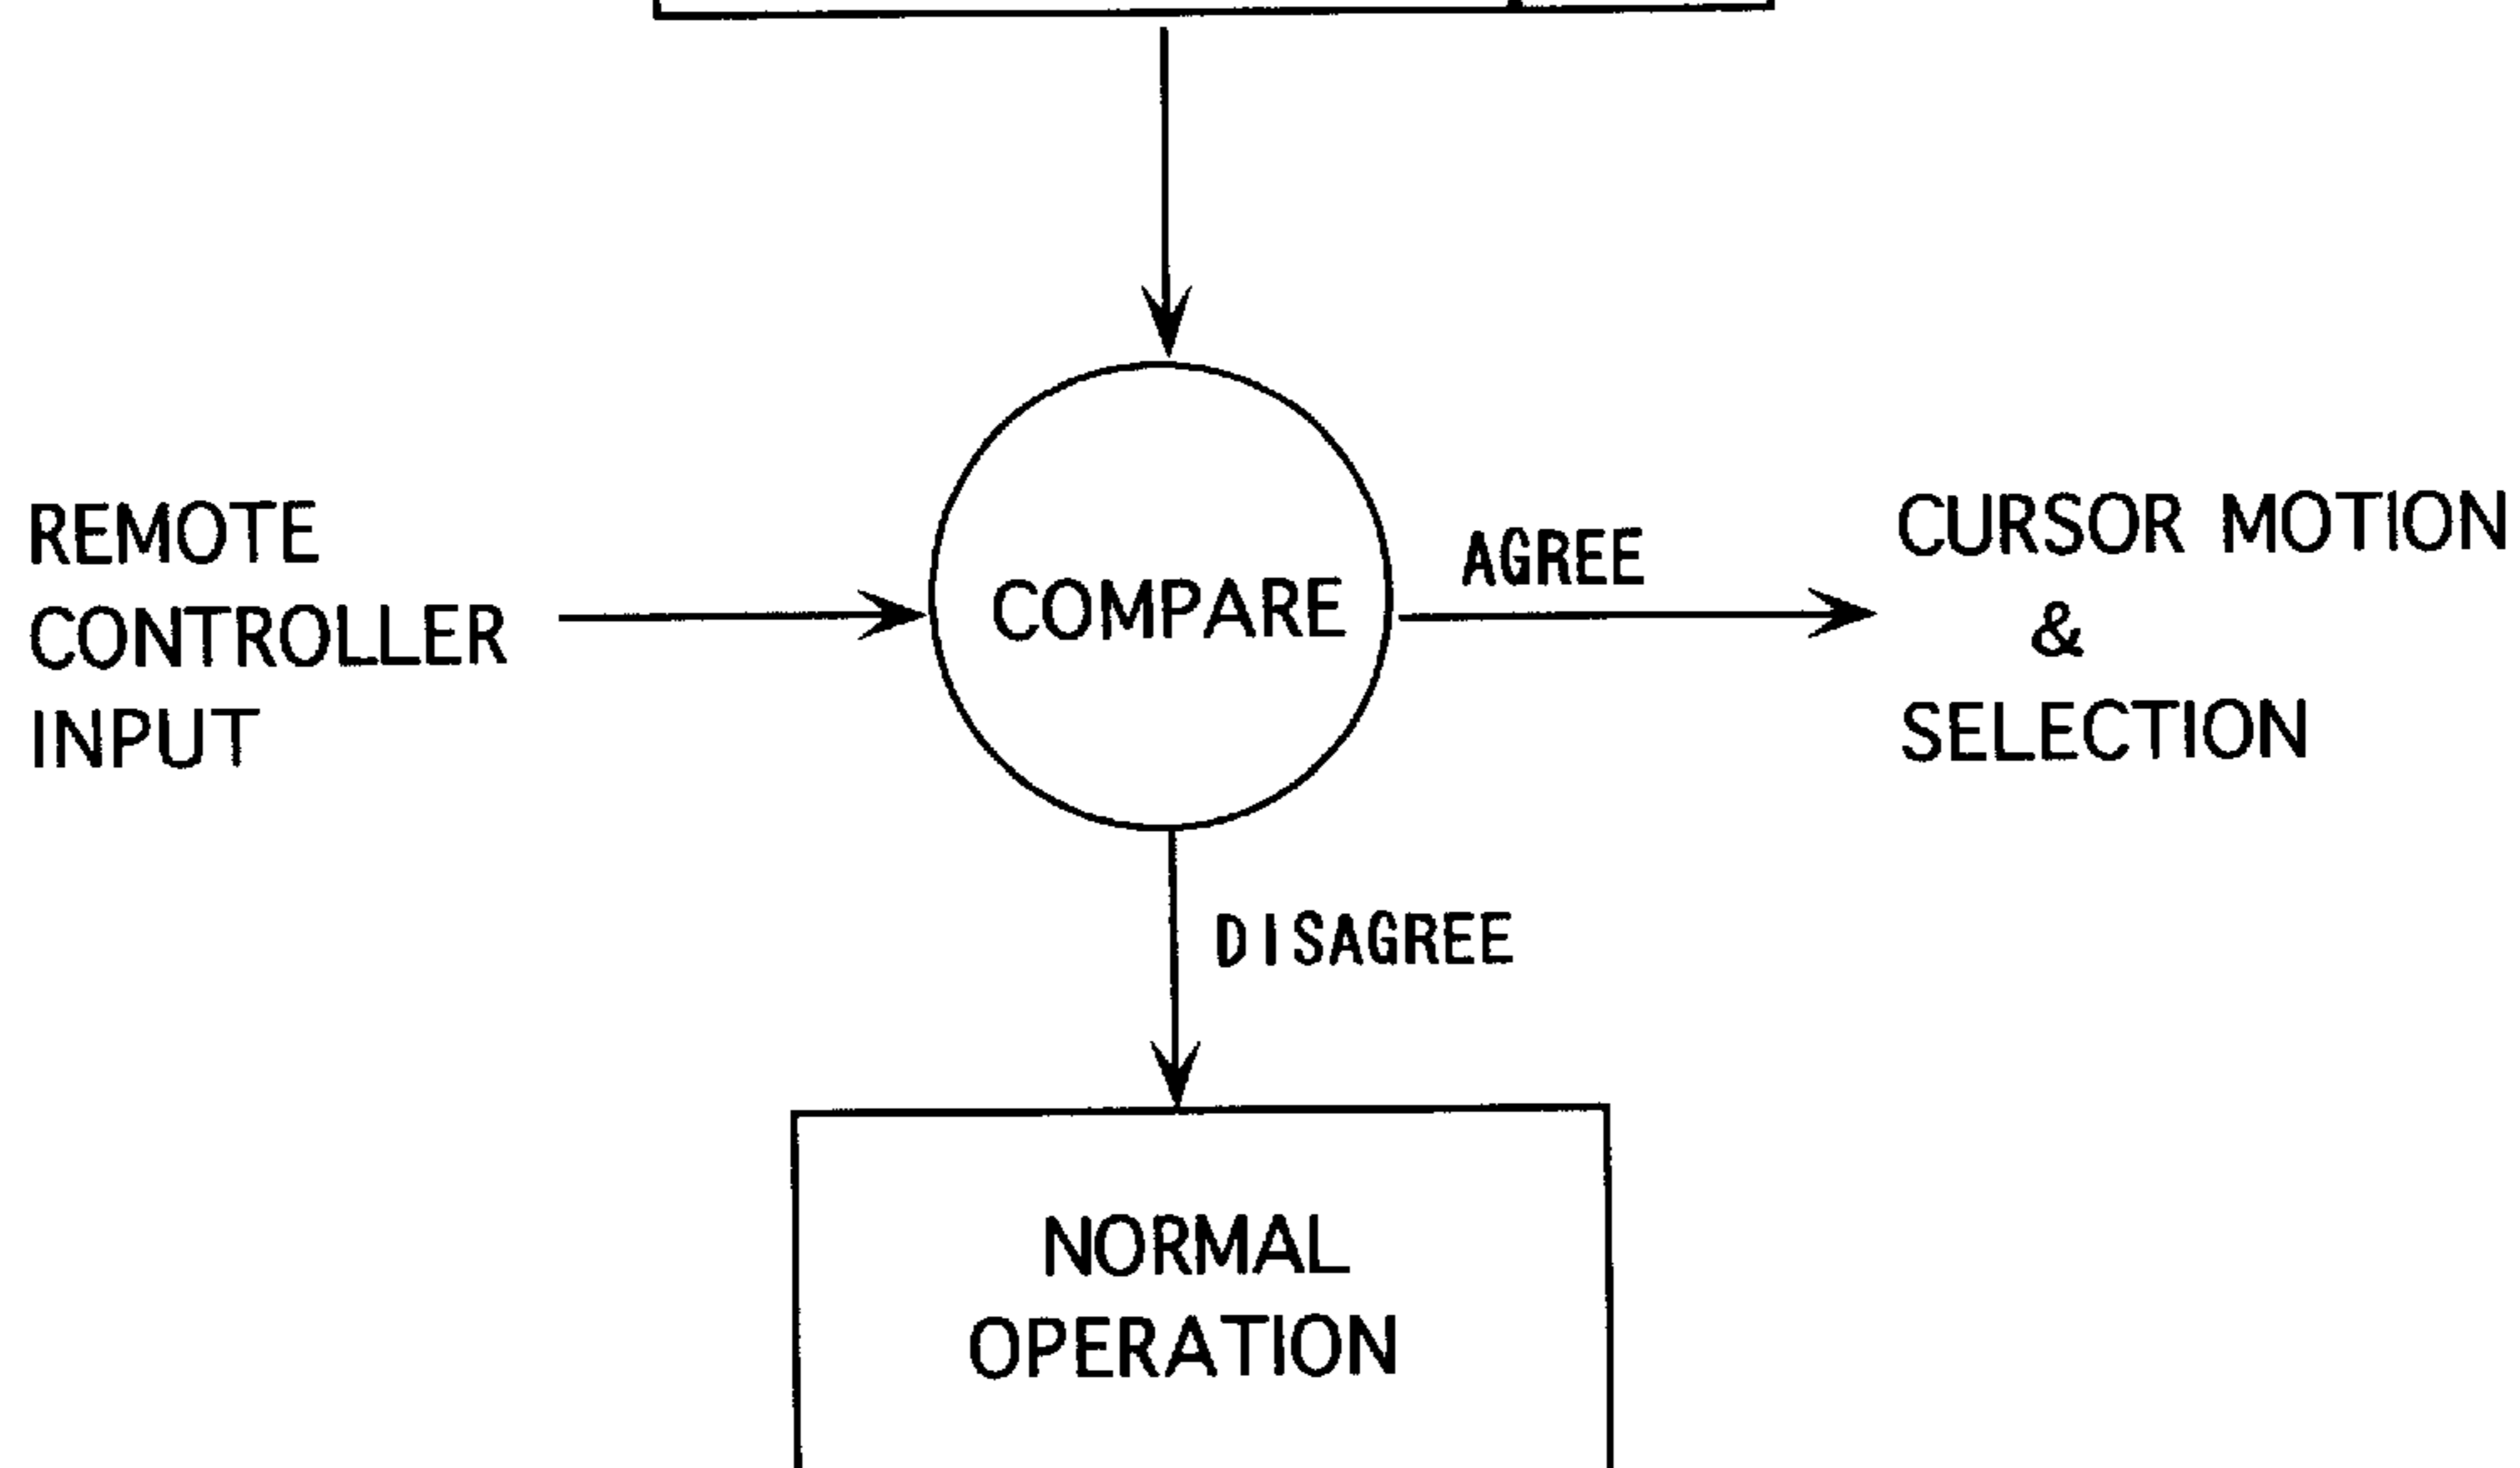 REMOTE
CONTROLLER
INPUT
COMPARE
AGREE
CURSOR MOTION
&
SELECTION
DISAGREE
NORMAL
OPERATION